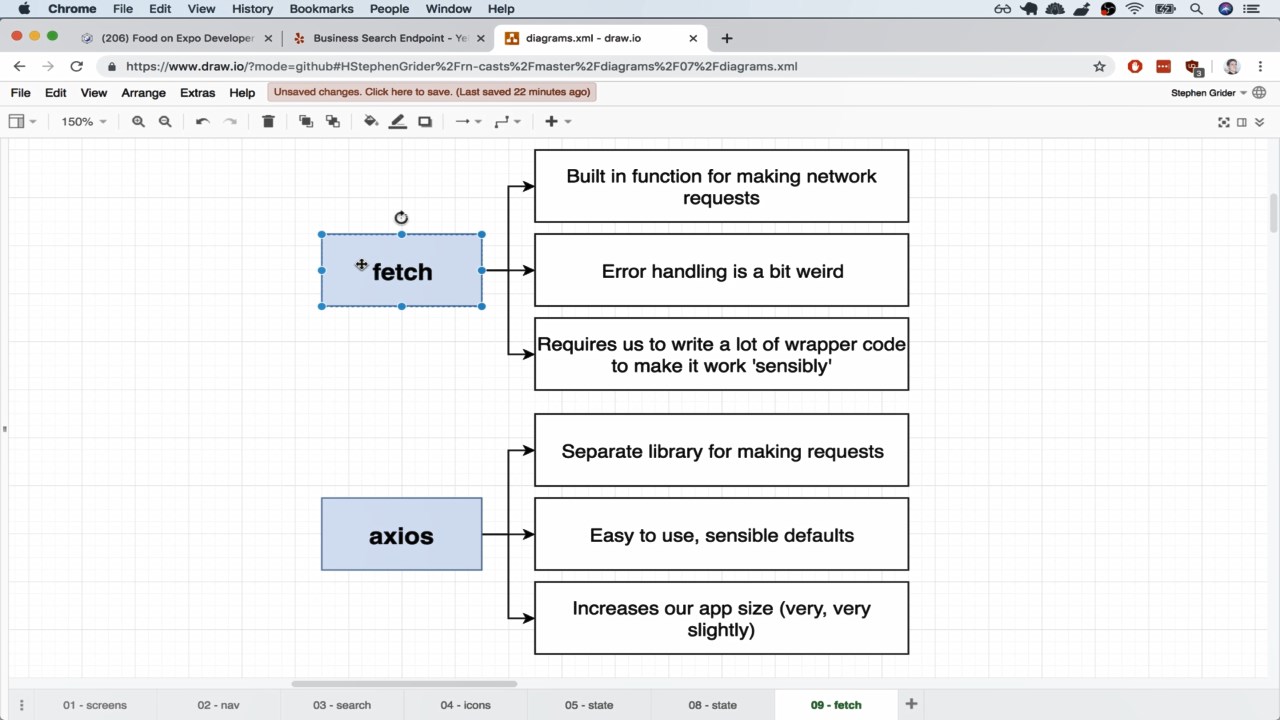 Chrome File Edit View History Bookmarks People Window Help
(206) Food on Expo Developer
Business Search Endpoint - Ye
diagrams.xml - draw.io
https://www.draw.io/?mode=github#HStephenGrider%2Frn-casts%2Fmaster%2Fdiagrams%2F07%2Fdiagrams.xml
3
File Edit View Arrange Extras Help
Unsaved changes. Click here to save. (Last saved 22 minutes ago)
Stephen Grider
150%
Built in function for making network
requests
fetch
Error handling is a bit weird
Requires us to write a lot of wrapper code
to make it work 'sensibly'
Separate library for making requests
axios
Easy to use, sensible defaults
Increases our app size (very, very
slightly)
01 - screens
02 - nav
03 - search
04 - icons
05 - state
08 - state
09 - fetch